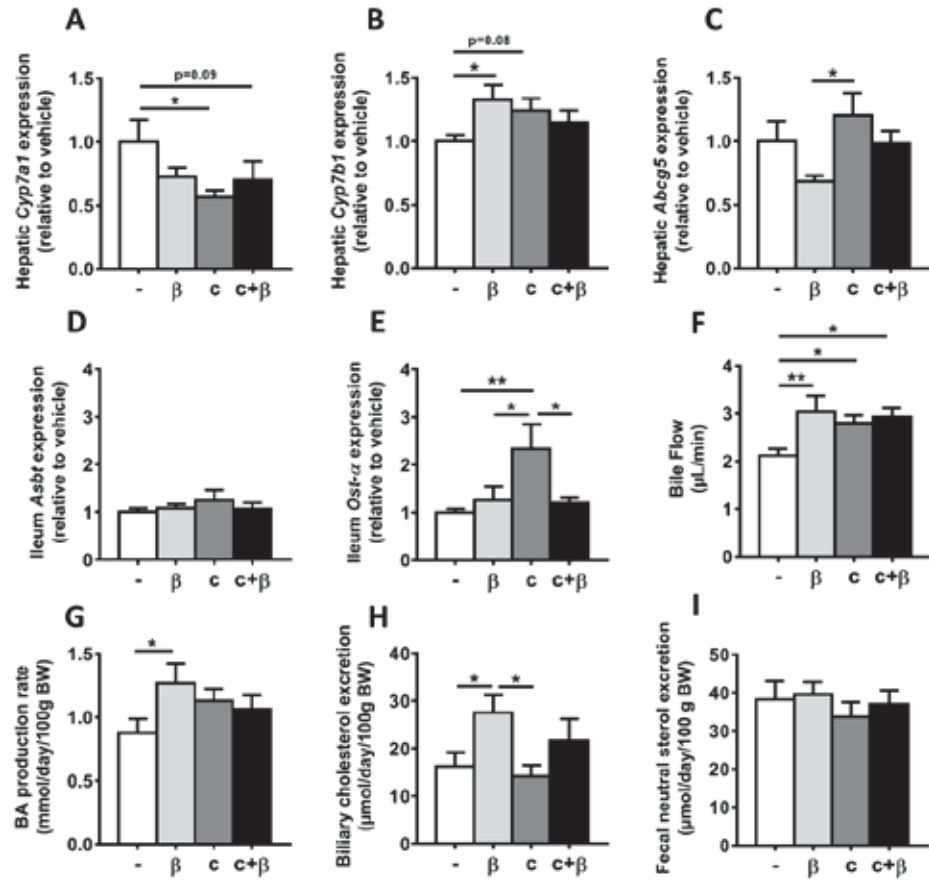 A
Hepatic Cyp7a1 expression
(relative to vehicle)
1.5
1.0
0.5
0.0
p=0.09
*
- β c c+β
B
Hepatic Cyp7b1 expression
(relative to vehicle)
1.5
1.0
0.5
0.0
p=0.08
*
- β c c+β
C
Hepatic Abcg5 expression
(relative to vehicle)
1.5
1.0
0.5
0.0
*
- β c c+β
D
Ileum Asbt expression
(relative to vehicle)
4
3
2
1
0
- β c c+β
E
Ileum Ost-α expression
(relative to vehicle)
4
3
2
1
0
**
* *
- β c c+β
F
Bile Flow
(µL/min)
4
3
2
1
0
*
*
**
- β c c+β
G
BA production rate
(mmol/day/100g BW)
1.5
1.0
0.5
0.0
*
- β c c+β
H
Biliary cholesterol excretion
(µmol/day/100g BW)
40
30
20
10
0
* *
- β c c+β
I
Fecal neutral sterol excretion
(µmol/day/100 g BW)
50
40
30
20
10
0
- β c c+β